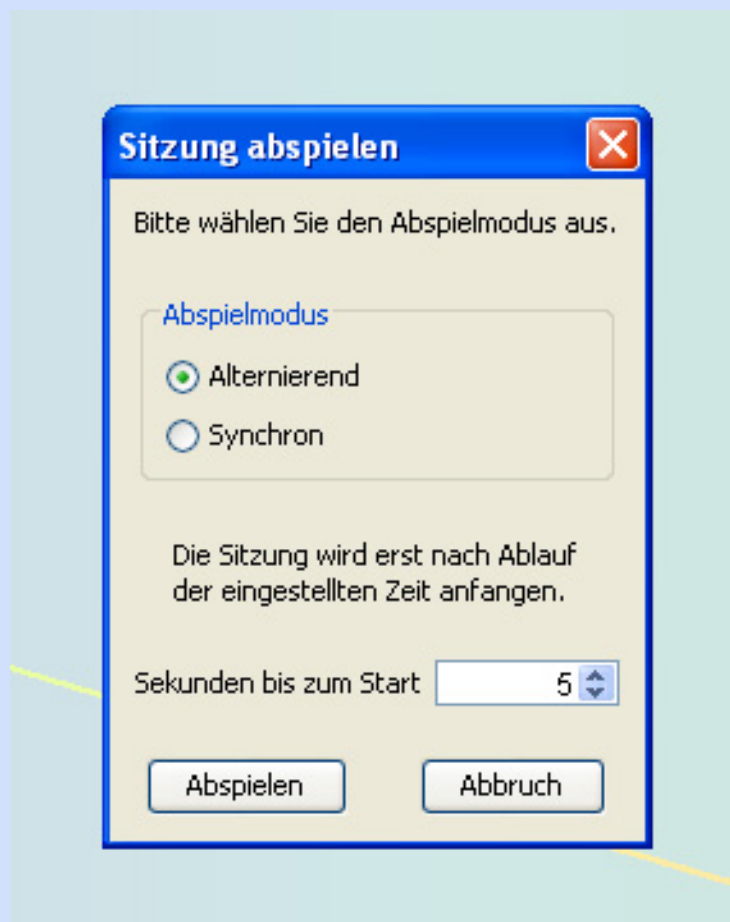 Sitzung abspielen
Bitte wählen Sie den Abspielmodus aus.
Abspielmodus
Alternierend
Synchron
Die Sitzung wird erst nach Ablauf
der eingestellten Zeit anfangen.
Sekunden bis zum Start 5
Abspielen Abbruch